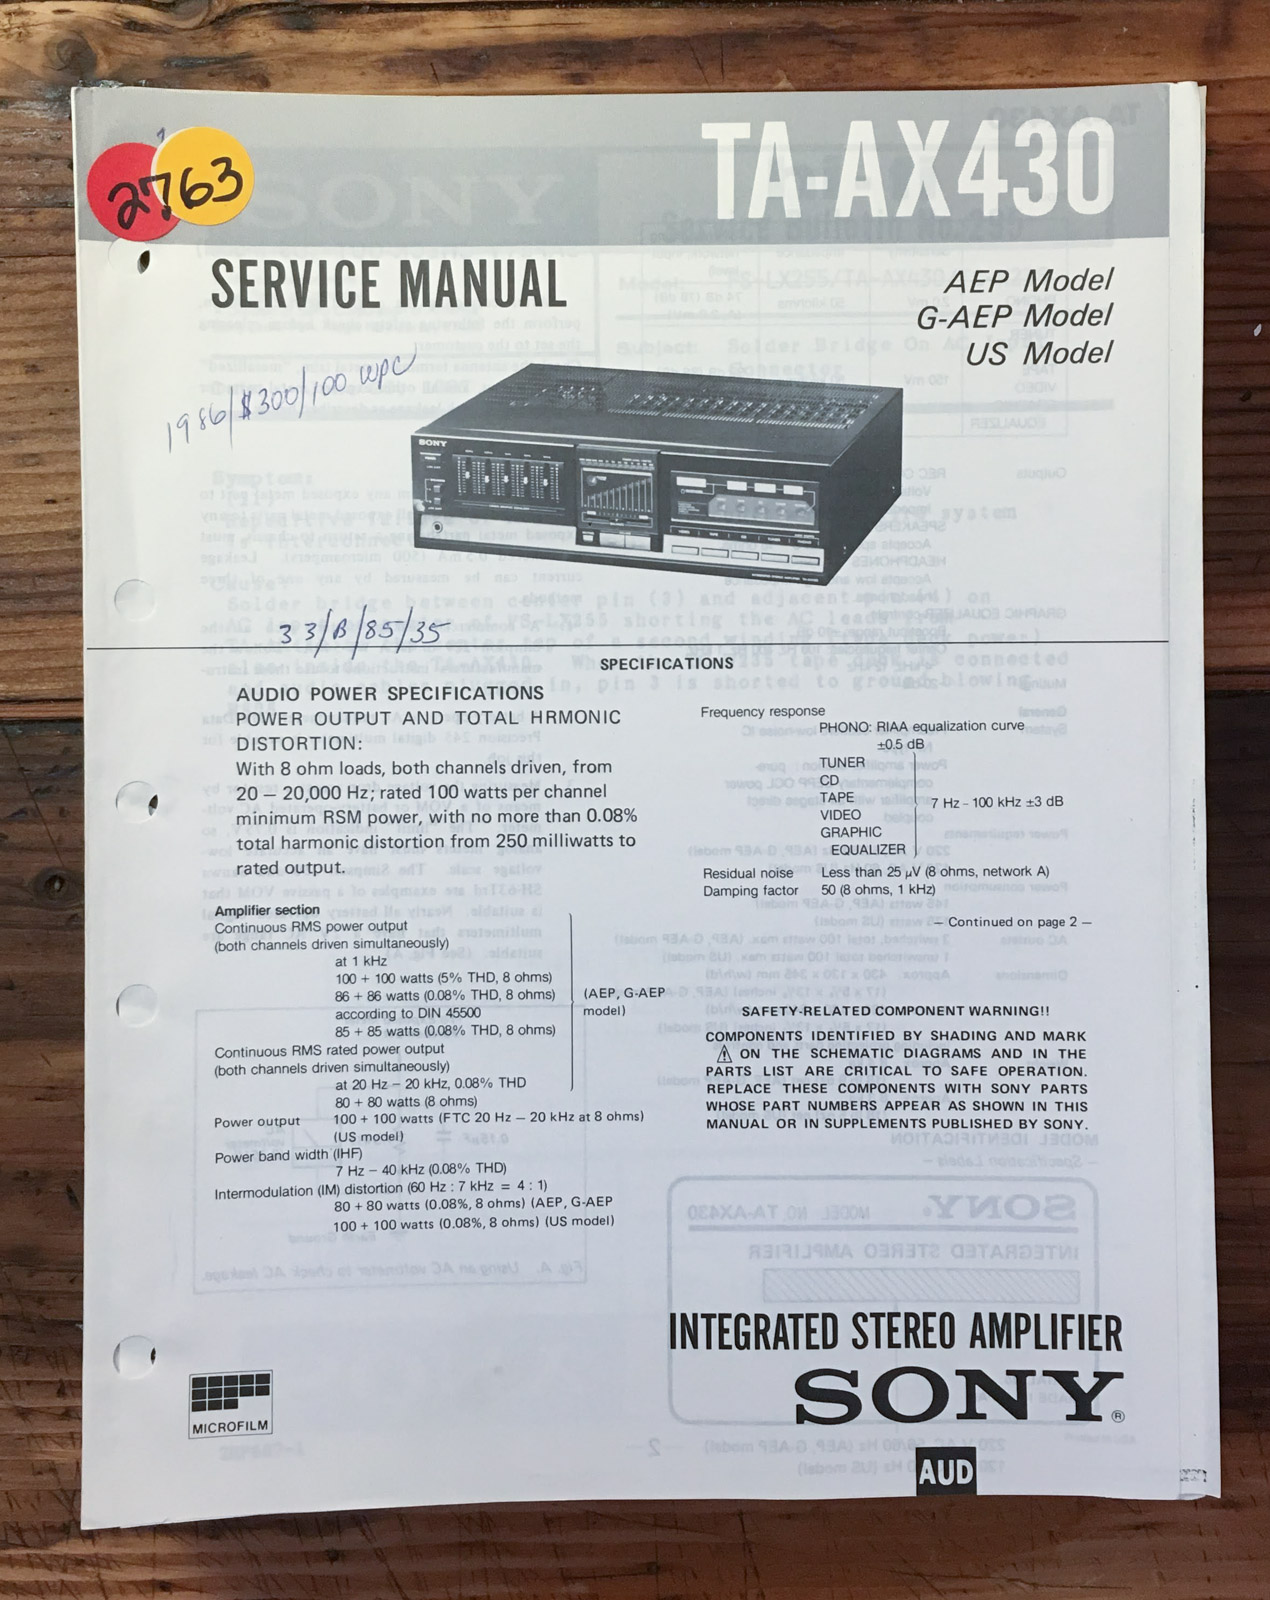 TA-AX430
2763
SERVICE MANUAL
AEP Model
G-AEP Model
US Model
1986/$300/100 WPC
SONY
33/B/85/35
SPECIFICATIONS
AUDIO POWER SPECIFICATIONS
POWER OUTPUT AND TOTAL HRMONIC
DISTORTION:
With 8 ohm loads, both channels driven, from
20 – 20,000 Hz; rated 100 watts per channel
minimum RSM power, with no more than 0.08%
total harmonic distortion from 250 milliwatts to
rated output.
Amplifier section
Continuous RMS power output
(both channels driven simultaneously)
at 1 kHz
100 + 100 watts (5% THD, 8 ohms)
86 + 86 watts (0.08% THD, 8 ohms)
according to DIN 45500
85 + 85 watts (0.08% THD, 8 ohms)
Continuous RMS rated power output
(both channels driven simultaneously)
at 20 Hz – 20 kHz, 0.08% THD
80 + 80 watts (8 ohms)
(AEP, G-AEP
model)
Power output 100 + 100 watts (FTC 20 Hz – 20 kHz at 8 ohms)
(US model)
Power band width (IHF)
7 Hz – 40 kHz (0.08% THD)
Intermodulation (IM) distortion (60 Hz : 7 kHz = 4 : 1)
80 + 80 watts (0.08%, 8 ohms) (AEP, G-AEP
100 + 100 watts (0.08%, 8 ohms) (US model)
Frequency response
PHONO: RIAA equalization curve
±0.5 dB
TUNER
CD
TAPE
VIDEO
GRAPHIC
EQUALIZER
7 Hz – 100 kHz ±3 dB
Residual noise Less than 25 μV (8 ohms, network A)
Damping factor 50 (8 ohms, 1 kHz)
– Continued on page 2 –
SAFETY-RELATED COMPONENT WARNING!!
COMPONENTS IDENTIFIED BY SHADING AND MARK
⚠ ON THE SCHEMATIC DIAGRAMS AND IN THE
PARTS LIST ARE CRITICAL TO SAFE OPERATION.
REPLACE THESE COMPONENTS WITH SONY PARTS
WHOSE PART NUMBERS APPEAR AS SHOWN IN THIS
MANUAL OR IN SUPPLEMENTS PUBLISHED BY SONY.
INTEGRATED STEREO AMPLIFIER
SONY®
MICROFILM
AUD